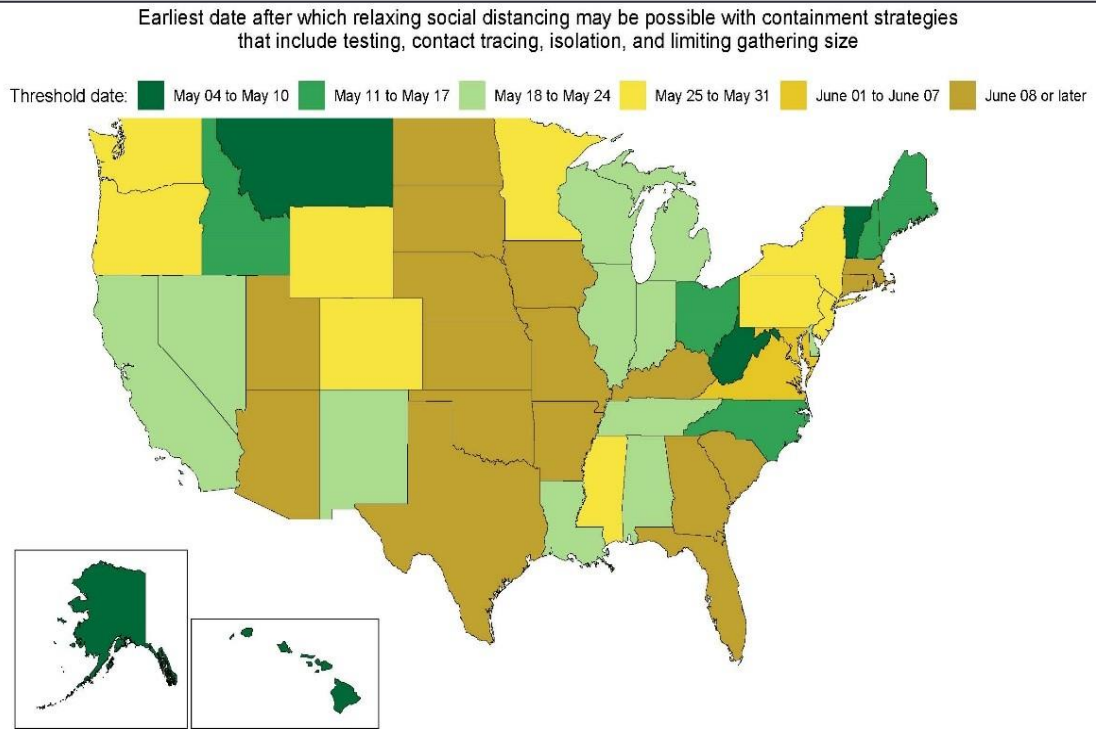 Earliest date after which relaxing social distancing may be possible with containment strategies
that include testing, contact tracing, isolation, and limiting gathering size
Threshold date: May 04 to May 10 May 11 to May 17 May 18 to May 24 May 25 to May 31 June 01 to June 07 June 08 or later